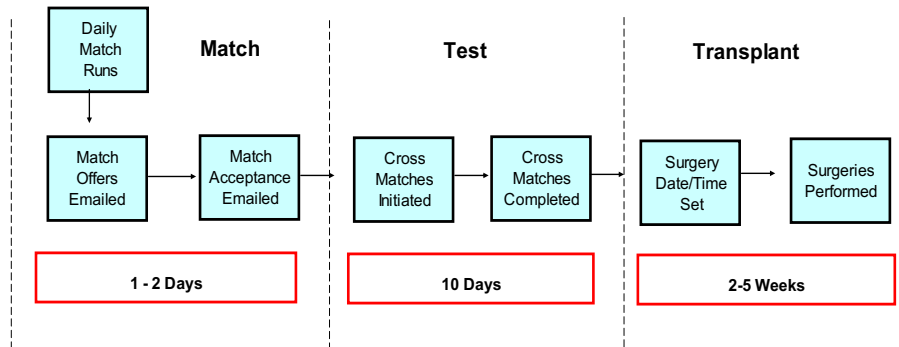 Daily
Match
Runs
Match
Test
Transplant
Match
Offers
Emailed
Match
Acceptance
Emailed
Cross
Matches
Initiated
Cross
Matches
Completed
Surgery
Date/Time
Set
Surgeries
Performed
1 - 2 Days
10 Days
2-5 Weeks